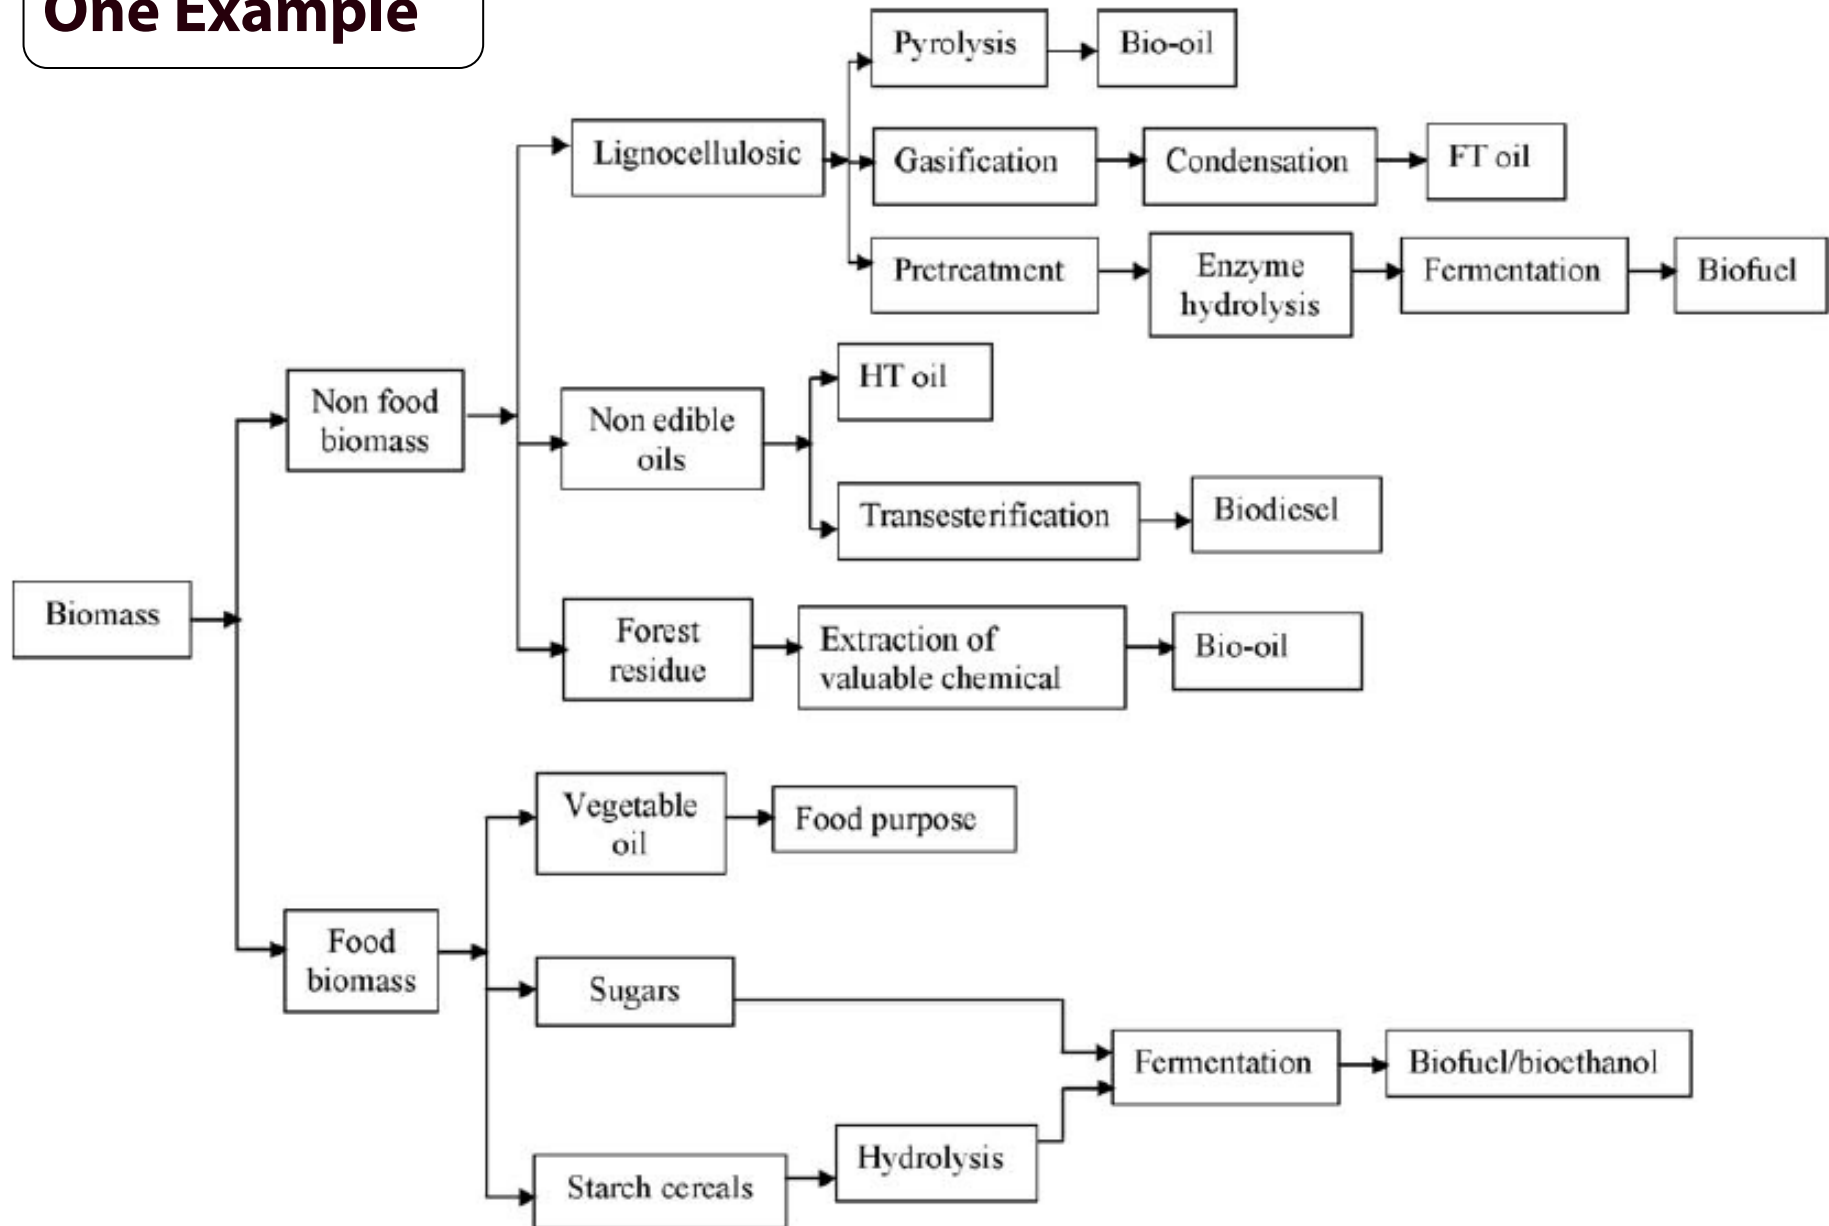 One Example
Pyrolysis
Bio-oil
Lignocellulosic
Gasification
Condensation
FT oil
Pretreatment
Enzyme
hydrolysis
Fermentation
Biofuel
Non food
biomass
HT oil
Non edible
oils
Transesterification
Biodiesel
Biomass
Forest
residue
Extraction of
valuable chemical
Bio-oil
Vegetable
oil
Food purpose
Food
biomass
Sugars
Fermentation
Biofuel/bioethanol
Hydrolysis
Starch cereals